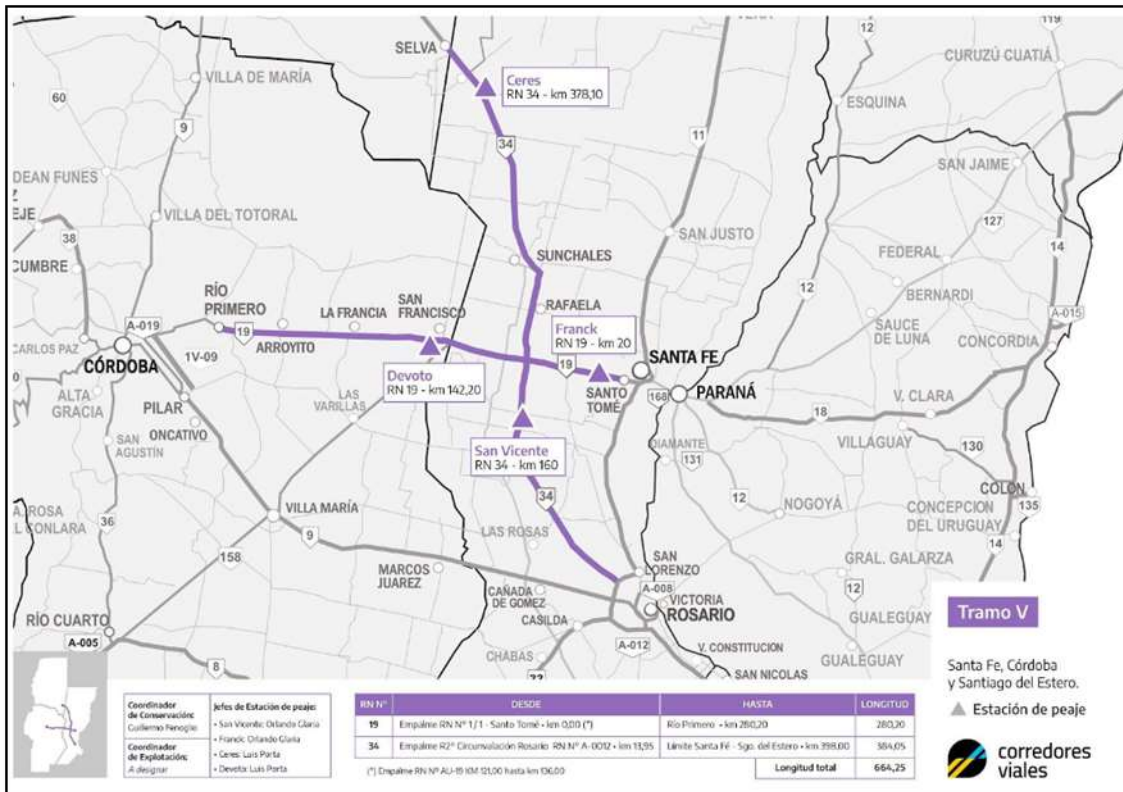 SELVA
Ceres
RN 34 - km 378,10
VILLA DE MARÍA
VERA
12
119
CURUZÚ CUATIÁ
60
9
34
11
ESQUINA
DEAN FUNES
SAN JAIME
EJE
VILLA DEL TOTORAL
38
127
SAN JUSTO
14
CUMBRE
SUNCHALES
FEDERAL
12
BERNARDI
RÍO
PRIMERO
LA FRANCIA
SAN
FRANCISCO
RAFAELA
A-019
A-015
SAUCE
DE LUNA
Franck
RN 19 - km 20
CARLOS PAZ
1V-09
19
ARROYITO
CONCORDIA
CÓRDOBA
19
SANTA FE
Devoto
RN 19 - km 142,20
SANTO
TOMÉ
168
PARANÁ
ALTA
GRACIA
LAS
VARILLAS
PILAR
18
V. CLARA
ONCATIVO
San Vicente
RN 34 - km 160
VILLAGUAY
SAN
AGUSTÍN
DIAMANTE
131
130
34
12
COLON
A. ROSA
L CONLARA
VILLA MARÍA
NOGOYÁ
CONCEPCION
DEL URUGUAY
135
36
9
LAS ROSAS
14
158
SAN
LORENZO
GRAL. GALARZA
MARCOS
JUAREZ
CAÑADA
DE GOMEZ
A-008
VICTORIA
12
ROSARIO
RÍO CUARTO
CASILDA
GUALEGUAY
A-005
A-012
V. CONSTITUCION
8
CHABAS
GUALEGUAY
33
SAN NICOLAS
Tramo V
Santa Fe, Córdoba
y Santiago del Estero.
Estación de peaje
corredores
viales
Coordinador
de Conservación:
Guillermo Fenoglio
Coordinador
de Explotación:
A designar
Jefes de Estación de peaje:
• San Vicente: Orlando Glaria
• Franck: Orlando Glaria
• Ceres: Luis Porta
• Devoto: Luis Porta
RN Nº DESDE HASTA LONGITUD
19 Empalme RN Nº 1/1 - Santo Tomé • km 0,00 (*) Río Primero • km 280,20 280,20
34 Empalme R2º Circunvalación Rosario RN Nº A-0012 • km 13,95 Límite Santa Fé - Sgo. del Estero • km 398,00 384,05
(*) Empalme RN Nº AU-19 KM 121,00 hasta km 136,00
Longitud total 664,25